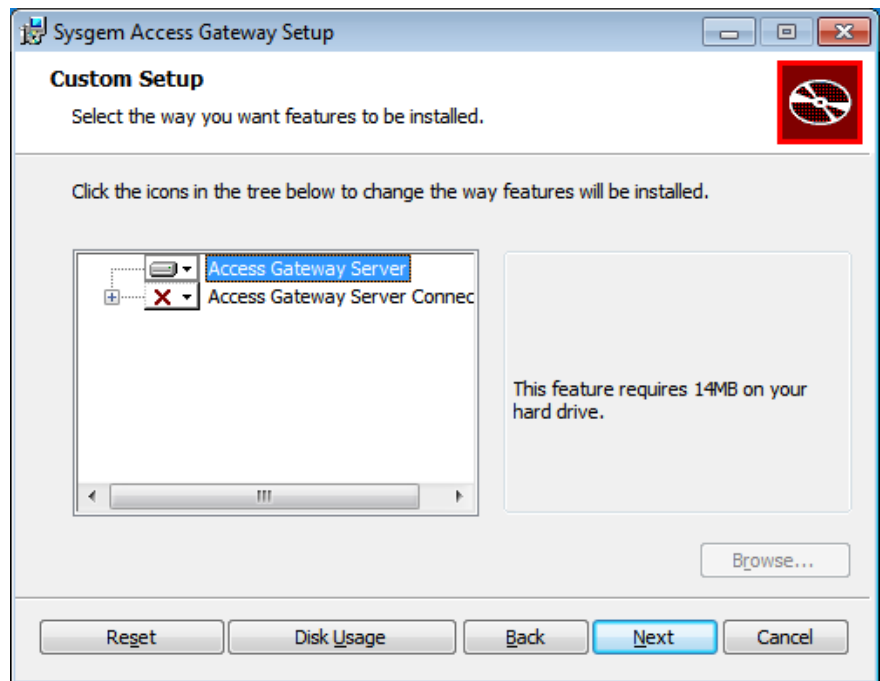 Sysgem Access Gateway Setup
Custom Setup
Select the way you want features to be installed.
Click the icons in the tree below to change the way features will be installed.
Access Gateway Server
Access Gateway Server Connec
This feature requires 14MB on your
hard drive.
Browse...
Reset
Disk Usage
Back
Next
Cancel